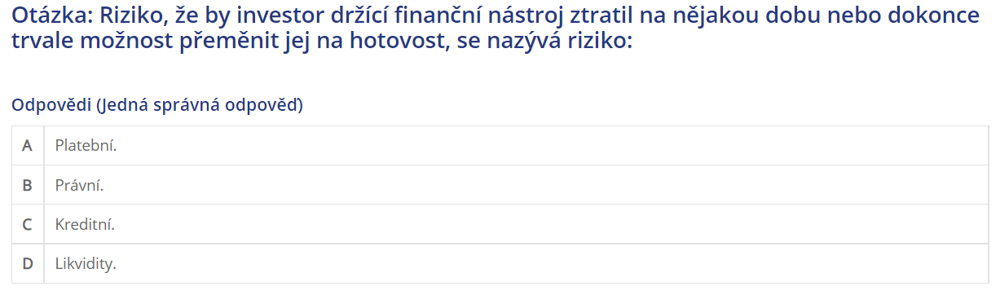 Otázka: Riziko, že by investor držící finanční nástroj ztratil na nějakou dobu nebo dokonce
trvale možnost přeměnit jej na hotovost, se nazývá riziko:
Odpovědi (Jedná správná odpověď)
A Platební.
B Právní.
C Kreditní.
D Likvidity.